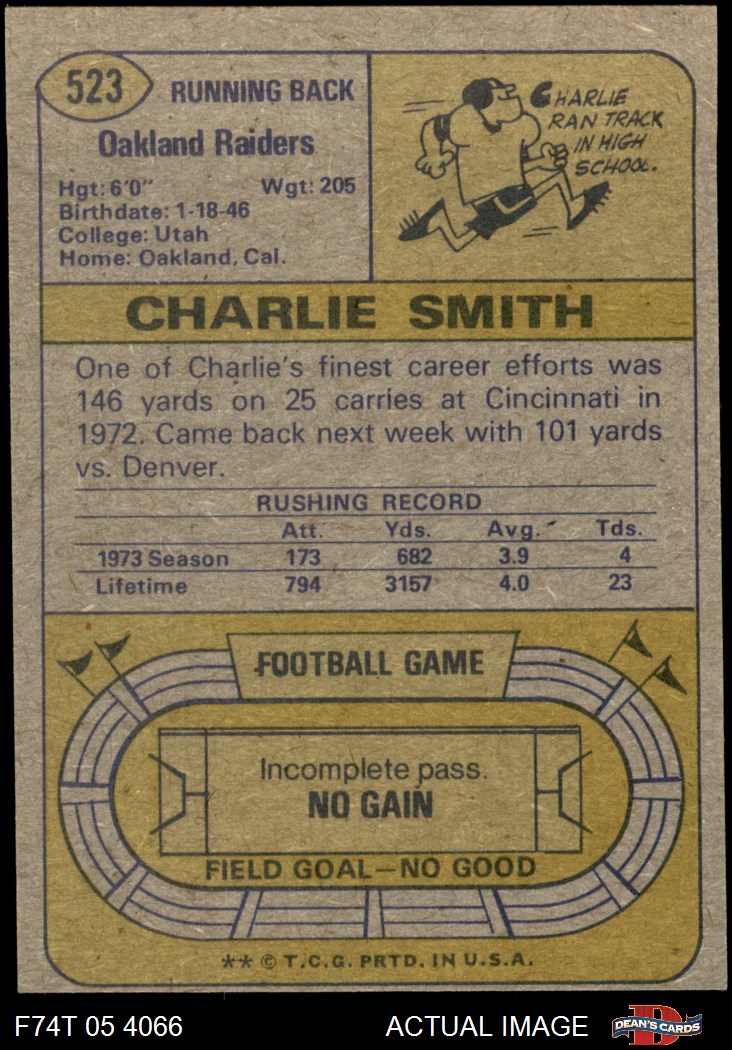 523 RUNNING BACK
Oakland Raiders
Hgt: 6'0" Wgt: 205
Birthdate: 1-18-46
College: Utah
Home: Oakland, Cal.
CHARLIE
RAN TRACK
IN HIGH
SCHOOL.
CHARLIE SMITH
One of Charlie's finest career efforts was
146 yards on 25 carries at Cincinnati in
1972. Came back next week with 101 yards
vs. Denver.
RUSHING RECORD
Att. Yds. Avg. Tds.
1973 Season 173 682 3.9 4
Lifetime 794 3157 4.0 23
FOOTBALL GAME
Incomplete pass.
NO GAIN
FIELD GOAL—NO GOOD
** © T.C.G. PRTD. IN U.S.A.
F74T 05 4066 ACTUAL IMAGE D DEAN'S CARDS